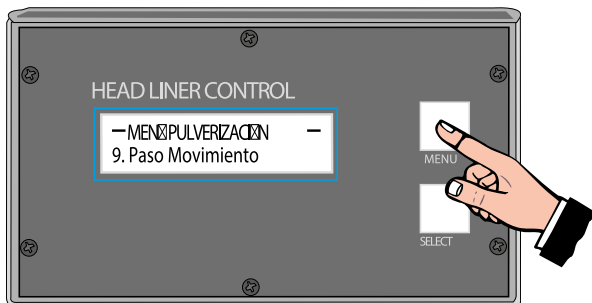 HEAD LINER CONTROL
– MEN☒ PULVERIZACI☒N –
9. Paso Movimiento
MENU
SELECT